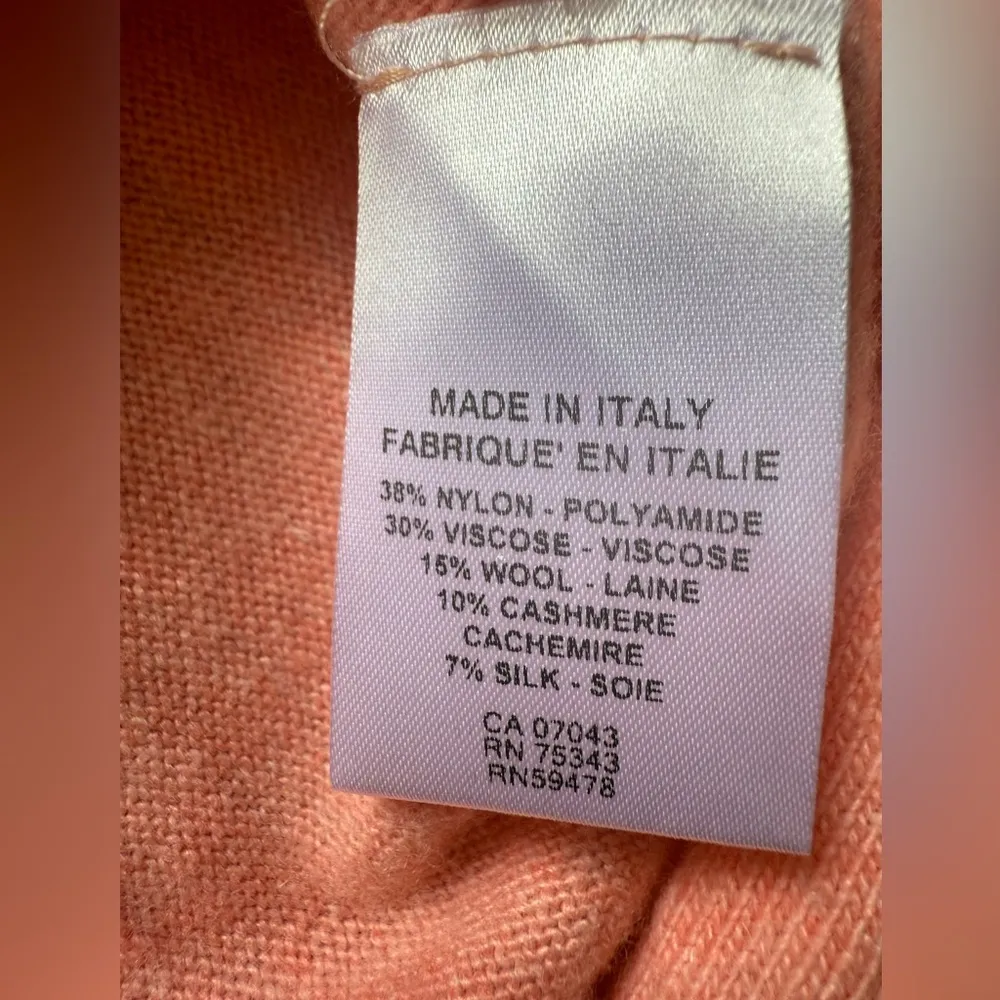 MADE IN ITALY
FABRIQUE' EN ITALIE
38% NYLON - POLYAMIDE
30% VISCOSE - VISCOSE
15% WOOL - LAINE
10% CASHMERE
CACHEMIRE
7% SILK - SOIE
CA 07043
RN 75343
RN59478